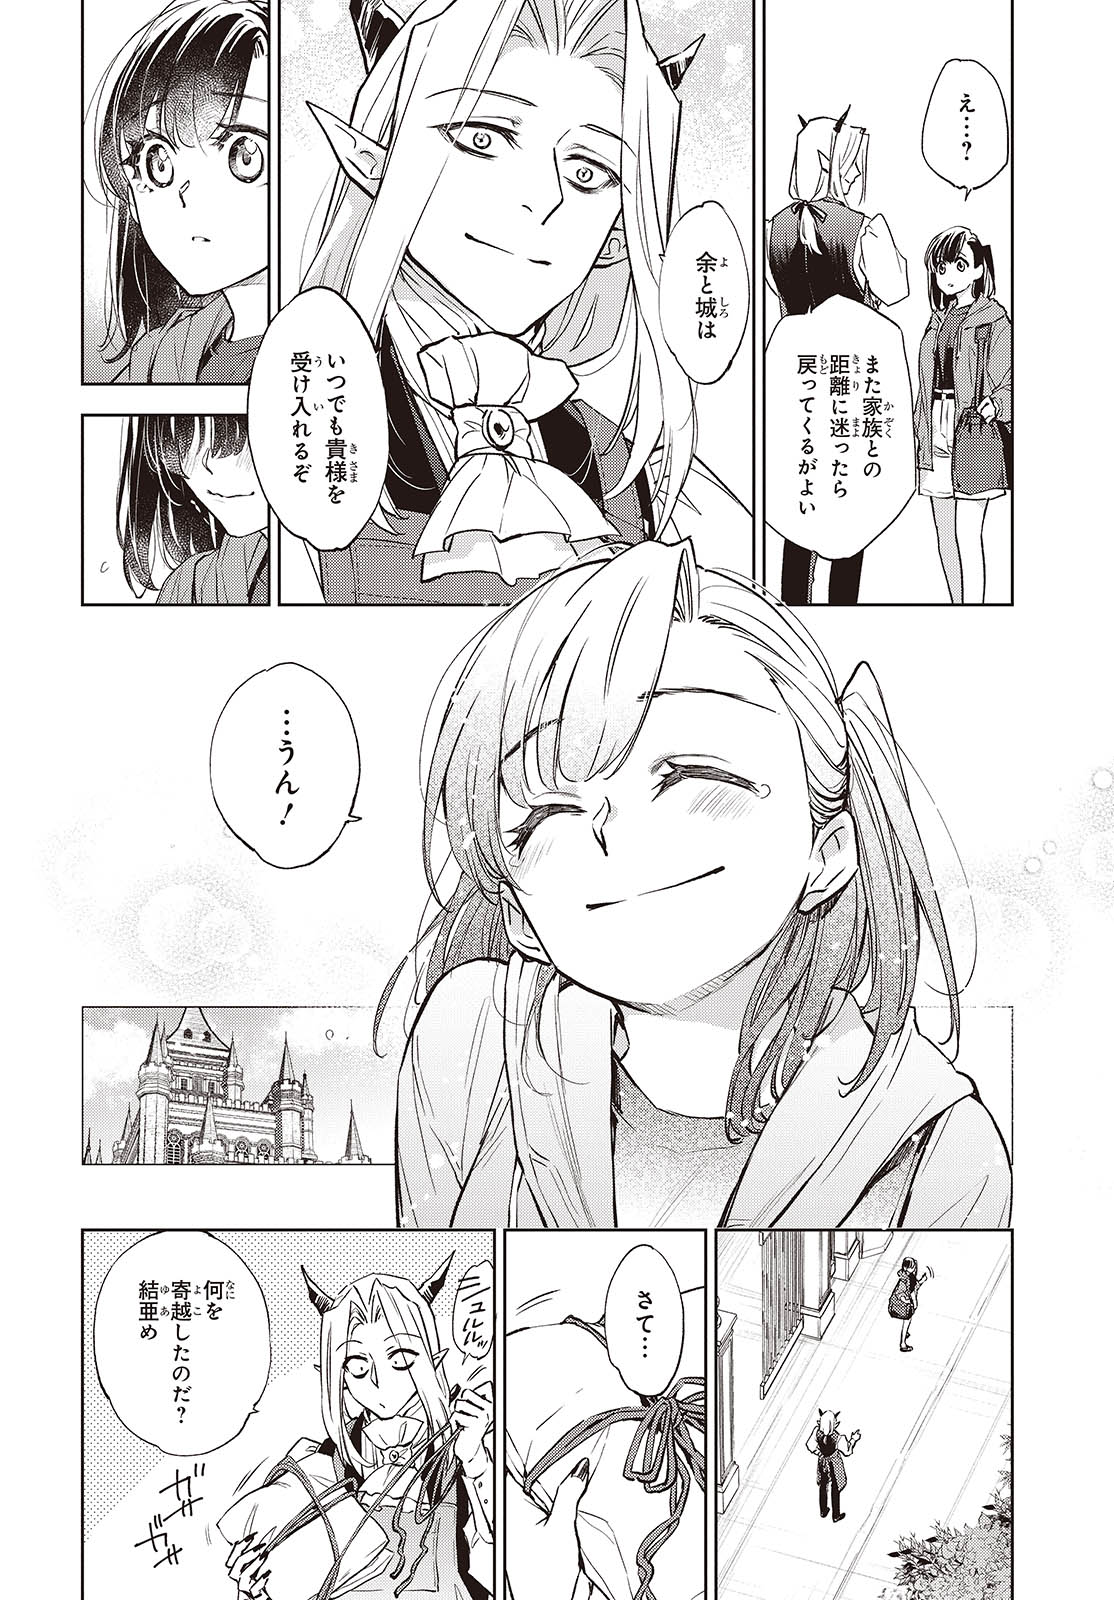 え…？
また家族との
距離に迷ったら
戻ってくるがよい
余と城は
いつでも貴様を
受け入れるぞ
…うん！
さて…
シュルルッ
何を
寄越したのだ？
結亜め
ガザ
ガザ